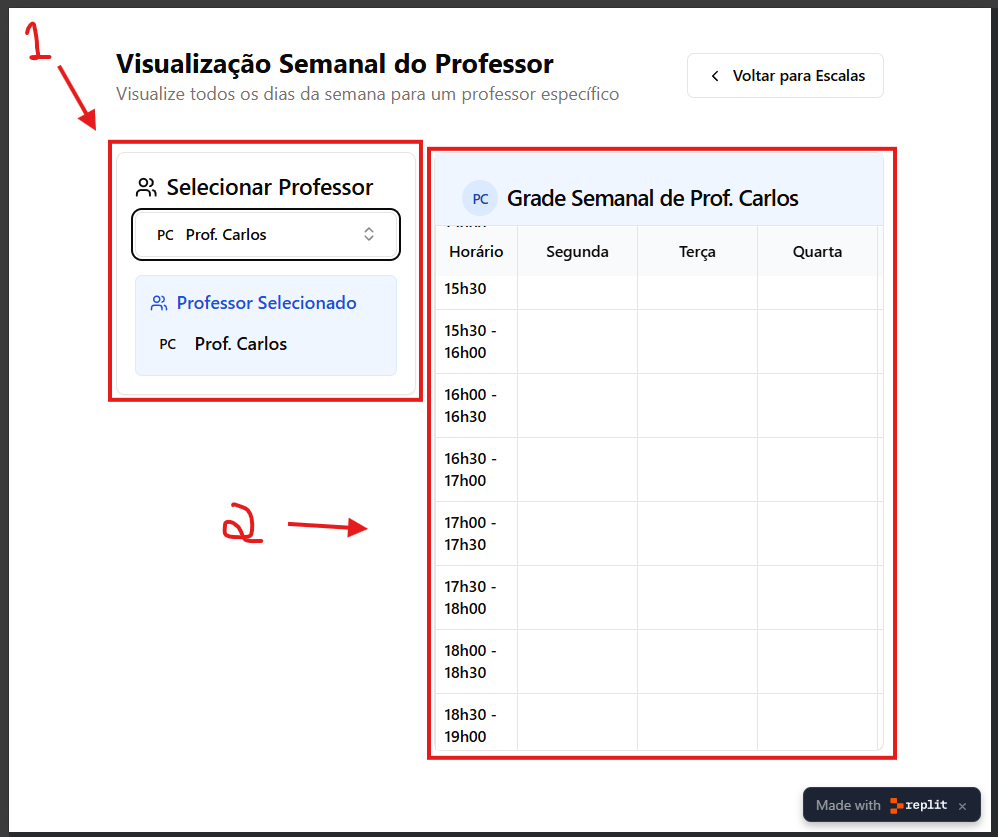 1
Visualização Semanal do Professor
Visualize todos os dias da semana para um professor específico
Voltar para Escalas
Selecionar Professor
PC Prof. Carlos
Professor Selecionado
PC Prof. Carlos
2
PC Grade Semanal de Prof. Carlos
Horário Segunda Terça Quarta
15h30
15h30 -
16h00
16h00 -
16h30
16h30 -
17h00
17h00 -
17h30
17h30 -
18h00
18h00 -
18h30
18h30 -
19h00
Made with replit